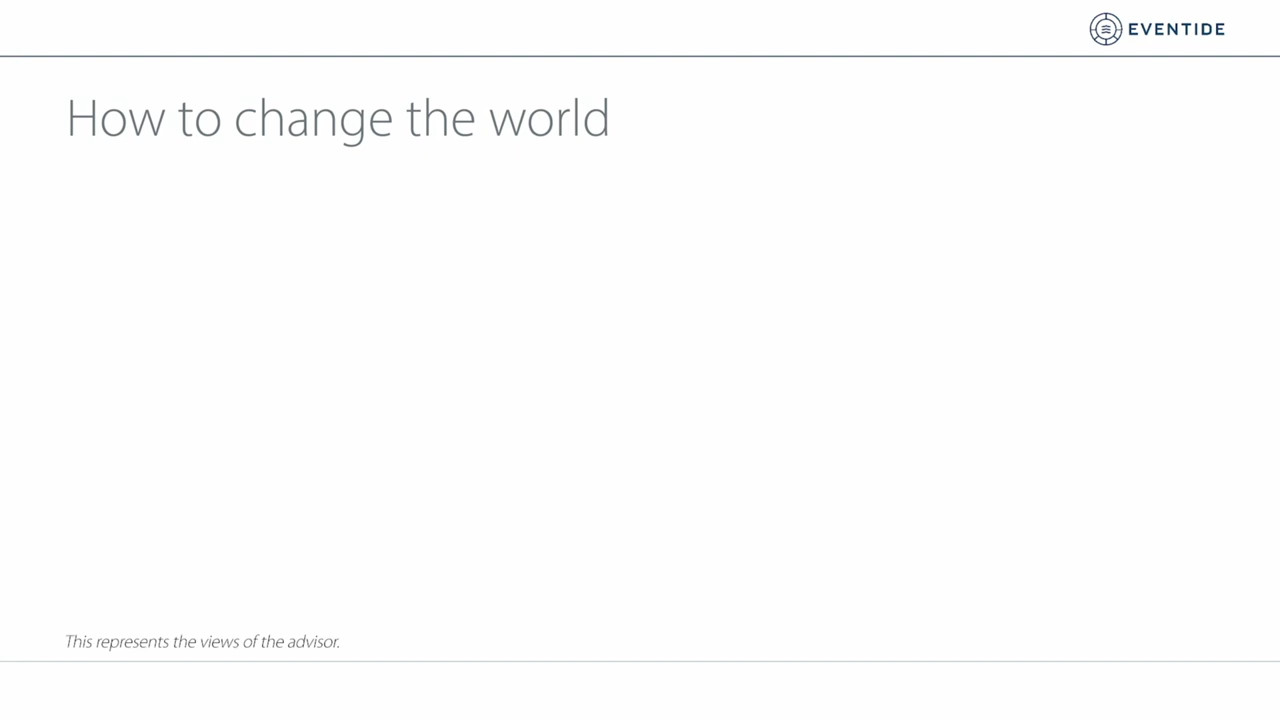 EVENTIDE
How to change the world
This represents the views of the advisor.